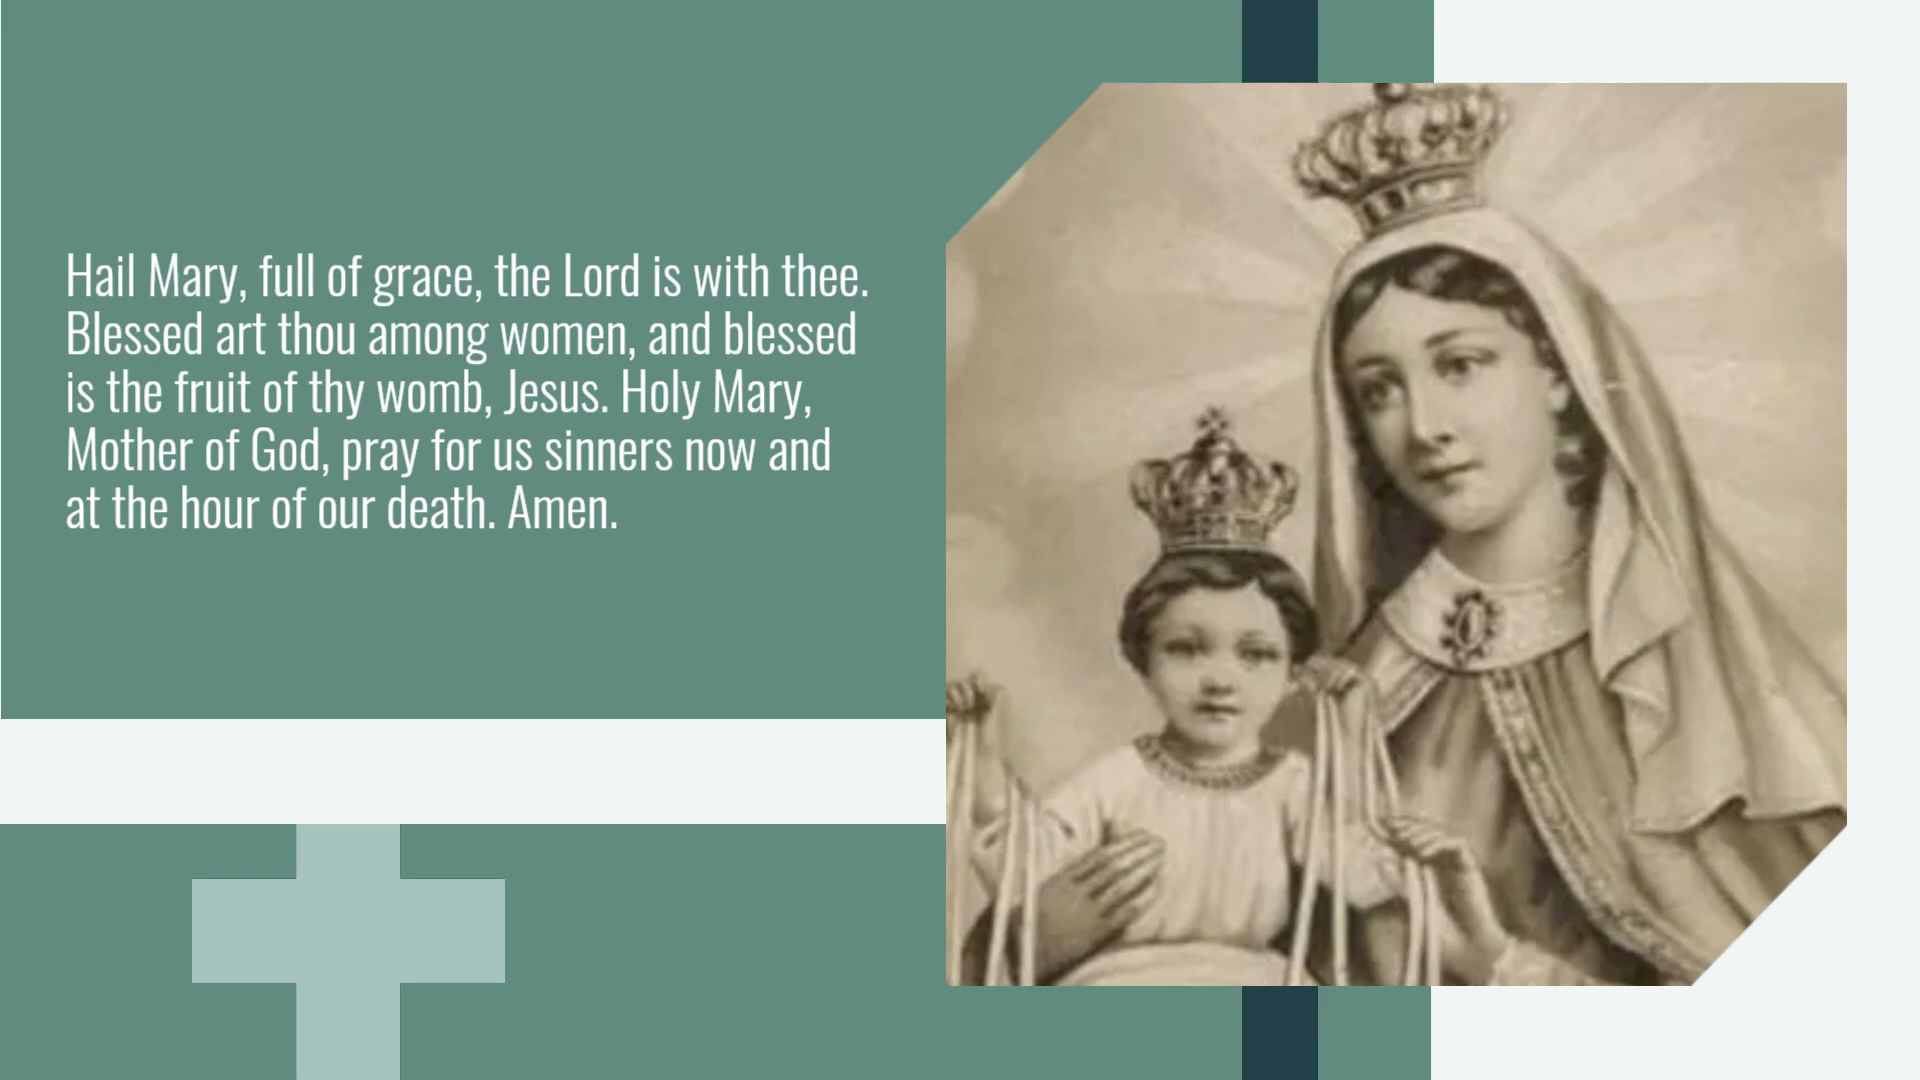 Hail Mary, full of grace, the Lord is with thee.
Blessed art thou among women, and blessed
is the fruit of thy womb, Jesus. Holy Mary,
Mother of God, pray for us sinners now and
at the hour of our death. Amen.